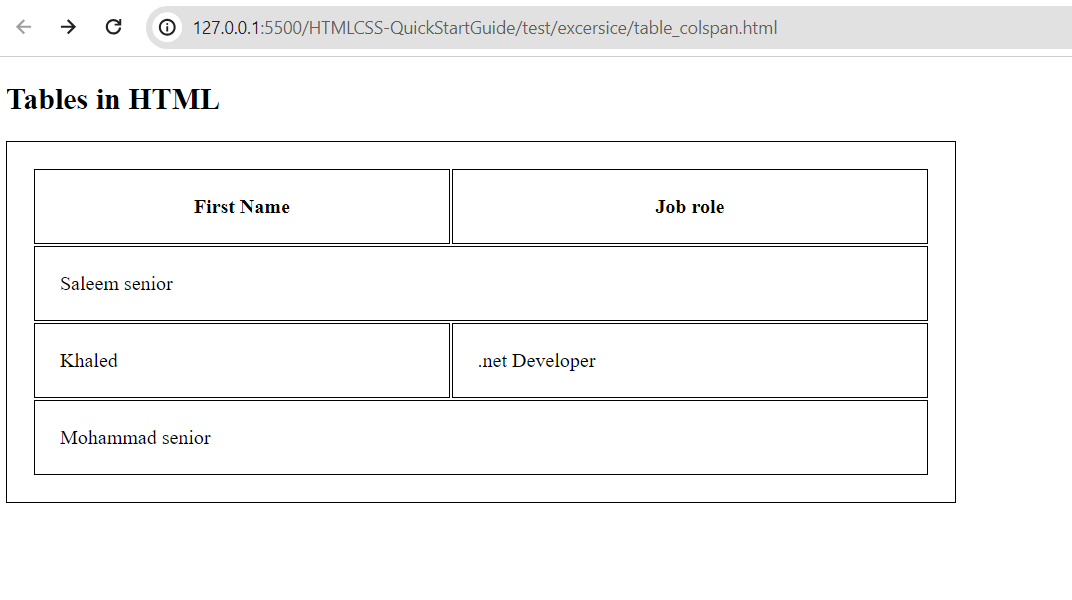 127.0.0.1:5500/HTMLCSS-QuickStartGuide/test/excersice/table_colspan.html
Tables in HTML
First Name Job role
Saleem senior
Khaled .net Developer
Mohammad senior